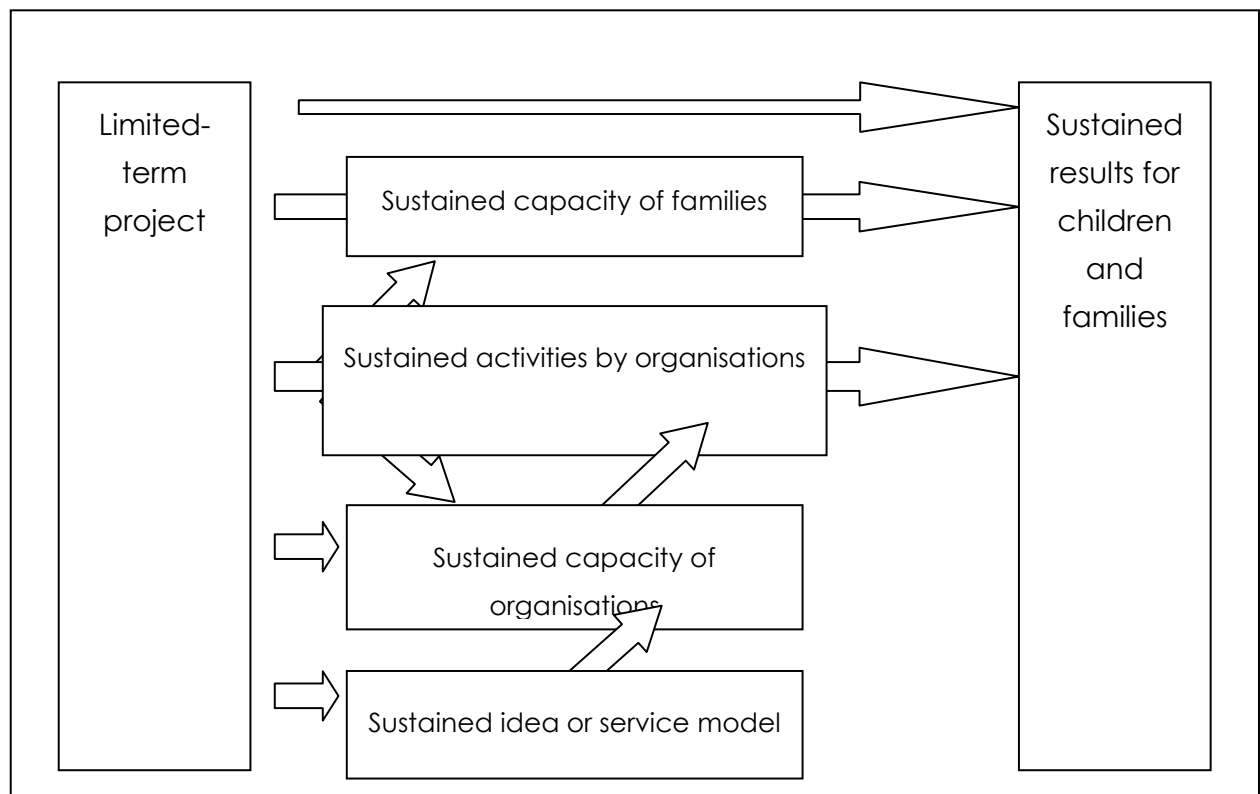 Limited-
term
project
Sustained capacity of families
Sustained activities by organisations
Sustained capacity of
organisations
Sustained idea or service model
Sustained
results for
children
and
families